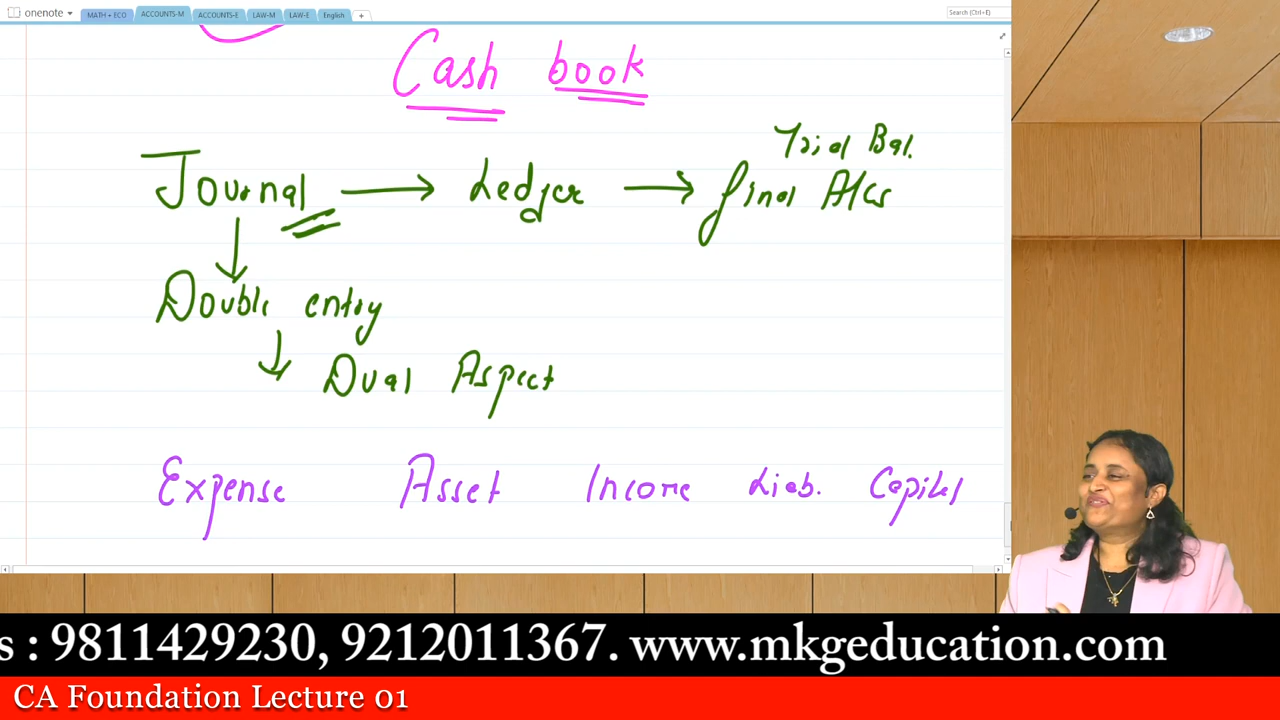 onenote
MATH + ECO ACCOUNTS-M ACCOUNTS-E LAW-M LAW-E English +
Search (Ctrl+E)
Cash book
Trial Bal.
Journal → Ledger → final A/cs
Double entry
Dual Aspect
Expense Asset Income Liab. Capital
s : 9811429230, 9212011367. www.mkgeducation.com
CA Foundation Lecture 01